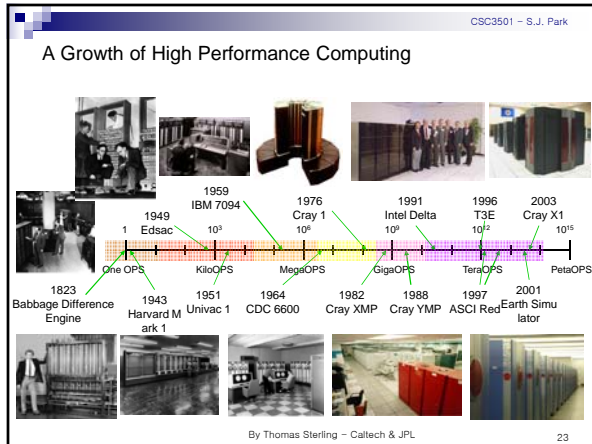 CSC3501 – S.J. Park
A Growth of High Performance Computing
1959
IBM 7094
1949
Edsac
1976
Cray 1
1991
Intel Delta
1996
T3E
2003
Cray X1
1
10³
10⁶
10⁹
10¹²
10¹⁵
One OPS
KiloOPS
MegaOPS
GigaOPS
TeraOPS
PetaOPS
1823
Babbage Difference
Engine
1943
Harvard M
ark 1
1951
Univac 1
1964
CDC 6600
1982
Cray XMP
1988
Cray YMP
1997
ASCI Red
2001
Earth Simu
lator
By Thomas Sterling – Caltech & JPL
23